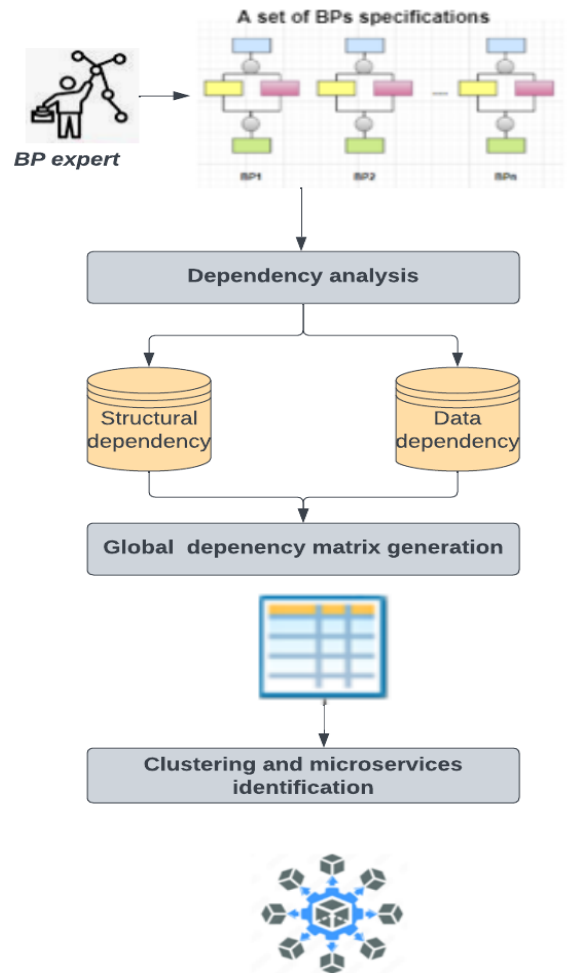 A set of BPs specifications
BP expert
BP1
BP2
BPn
Dependency analysis
Structural
dependency
Data
dependency
Global depenency matrix generation
Clustering and microservices
identification